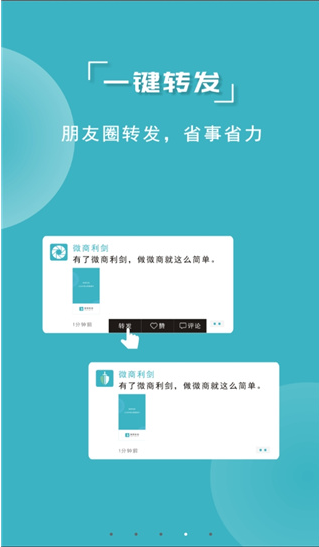 「一键转发」
朋友圈转发，省事省力
微商利剑
有了微商利剑，做微商就这么简单。
1分钟前
转发
赞
评论
微商利剑
有了微商利剑，做微商就这么简单。
1分钟前